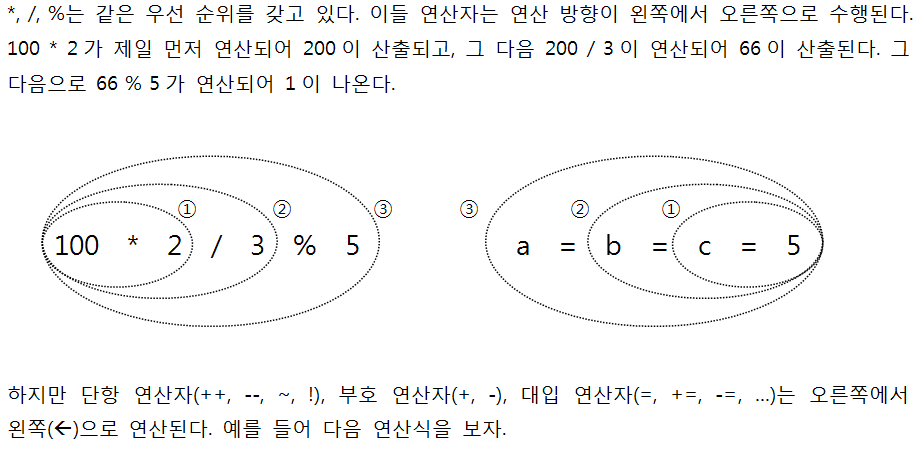 *, /, %는 같은 우선 순위를 갖고 있다. 이들 연산자는 연산 방향이 왼쪽에서 오른쪽으로 수행된다.
100 * 2 가 제일 먼저 연산되어 200 이 산출되고, 그 다음 200 / 3 이 연산되어 66 이 산출된다. 그
다음으로 66 % 5 가 연산되어 1 이 나온다.
① ② ③ ③ ② ①
100 * 2 / 3 % 5 a = b = c = 5
하지만 단항 연산자(++, --, ~, !), 부호 연산자(+, -), 대입 연산자(=, +=, -=, ...)는 오른쪽에서
왼쪽(←)으로 연산된다. 예를 들어 다음 연산식을 보자.